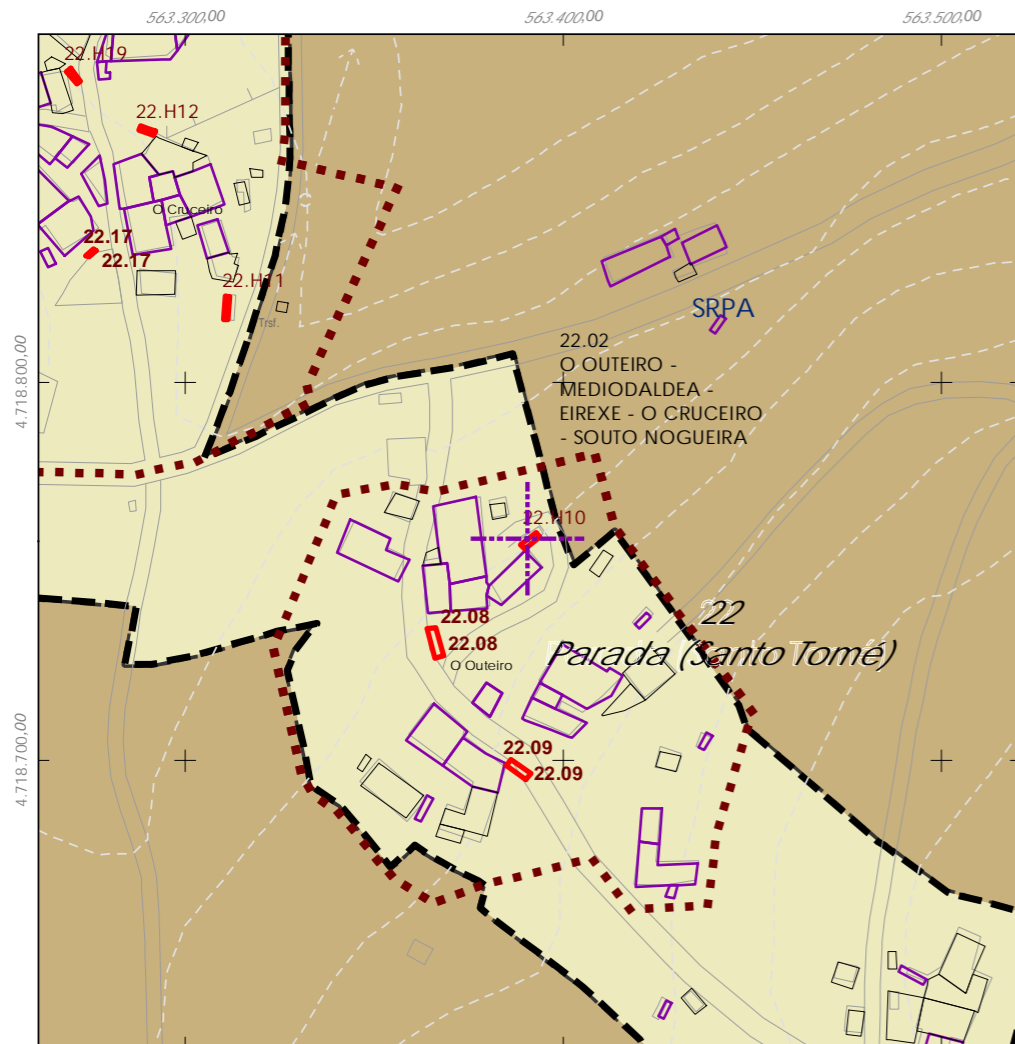 563.300,00
563.400,00
563.500,00
22.H19
22.H12
O Cruceiro
22.17
22.17
22.H11
Trsf.
SRPA
4.718.800,00
22.02
O OUTEIRO -
MEDIODALDEA -
EIREXE - O CRUCEIRO
- SOUTO NOGUEIRA
22.H10
22.08
22.08
O Outeiro
22
Parada (Santo Tomé)
4.718.700,00
22.09
22.09